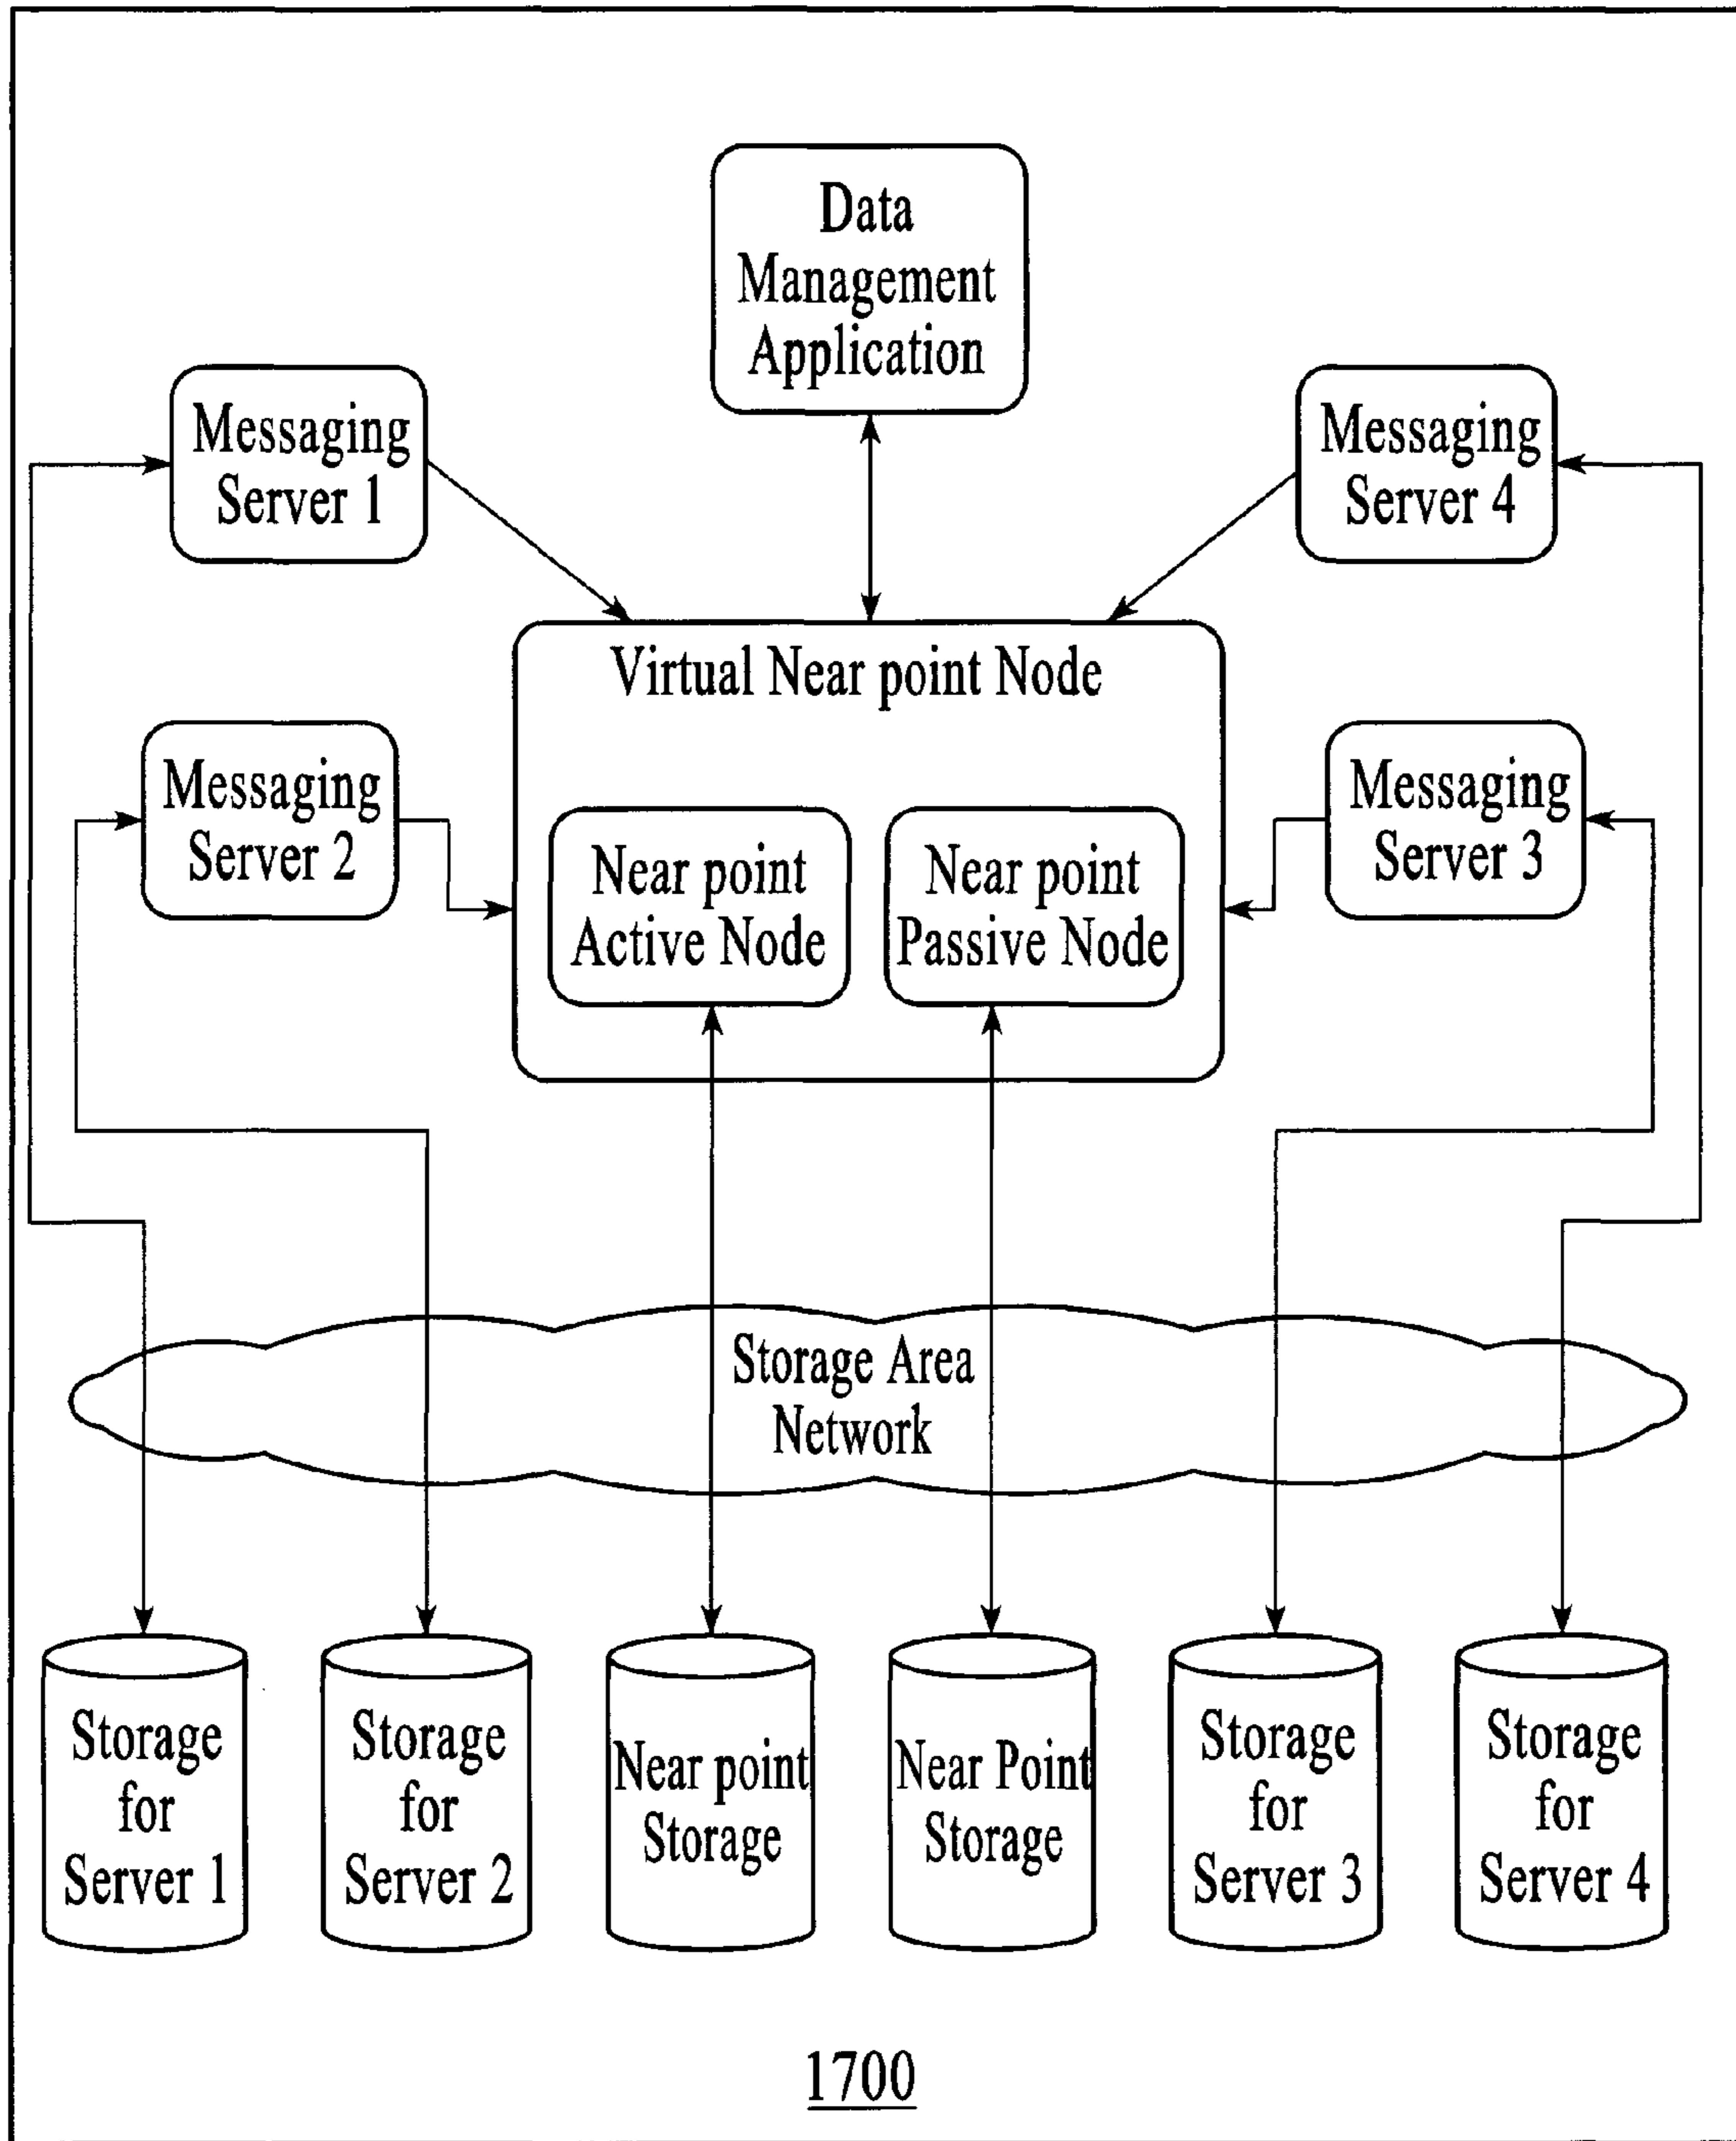 Data
Management
Application
Messaging
Server 1
Messaging
Server 4
Virtual Near point Node
Messaging
Server 2
Messaging
Server 3
Near point
Active Node
Near point
Passive Node
Storage Area
Network
Storage
for
Server 1
Storage
for
Server 2
Near point
Storage
Near Point
Storage
Storage
for
Server 3
Storage
for
Server 4
1700